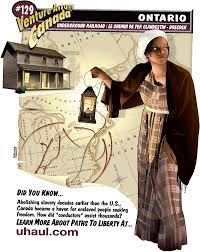 #129
Venture Across
Canada
ONTARIO
UNDERGROUND RAILROAD • LE CHEMIN DE FER CLANDESTIN - DRESDEN
DID YOU KNOW...
Abolishing slavery decades earlier than the U.S.,
Canada became a haven for enslaved people seeking
freedom. How did "conductors" assist thousands?
LEARN MORE ABOUT PATHS TO LIBERTY AT...
uhaul.com